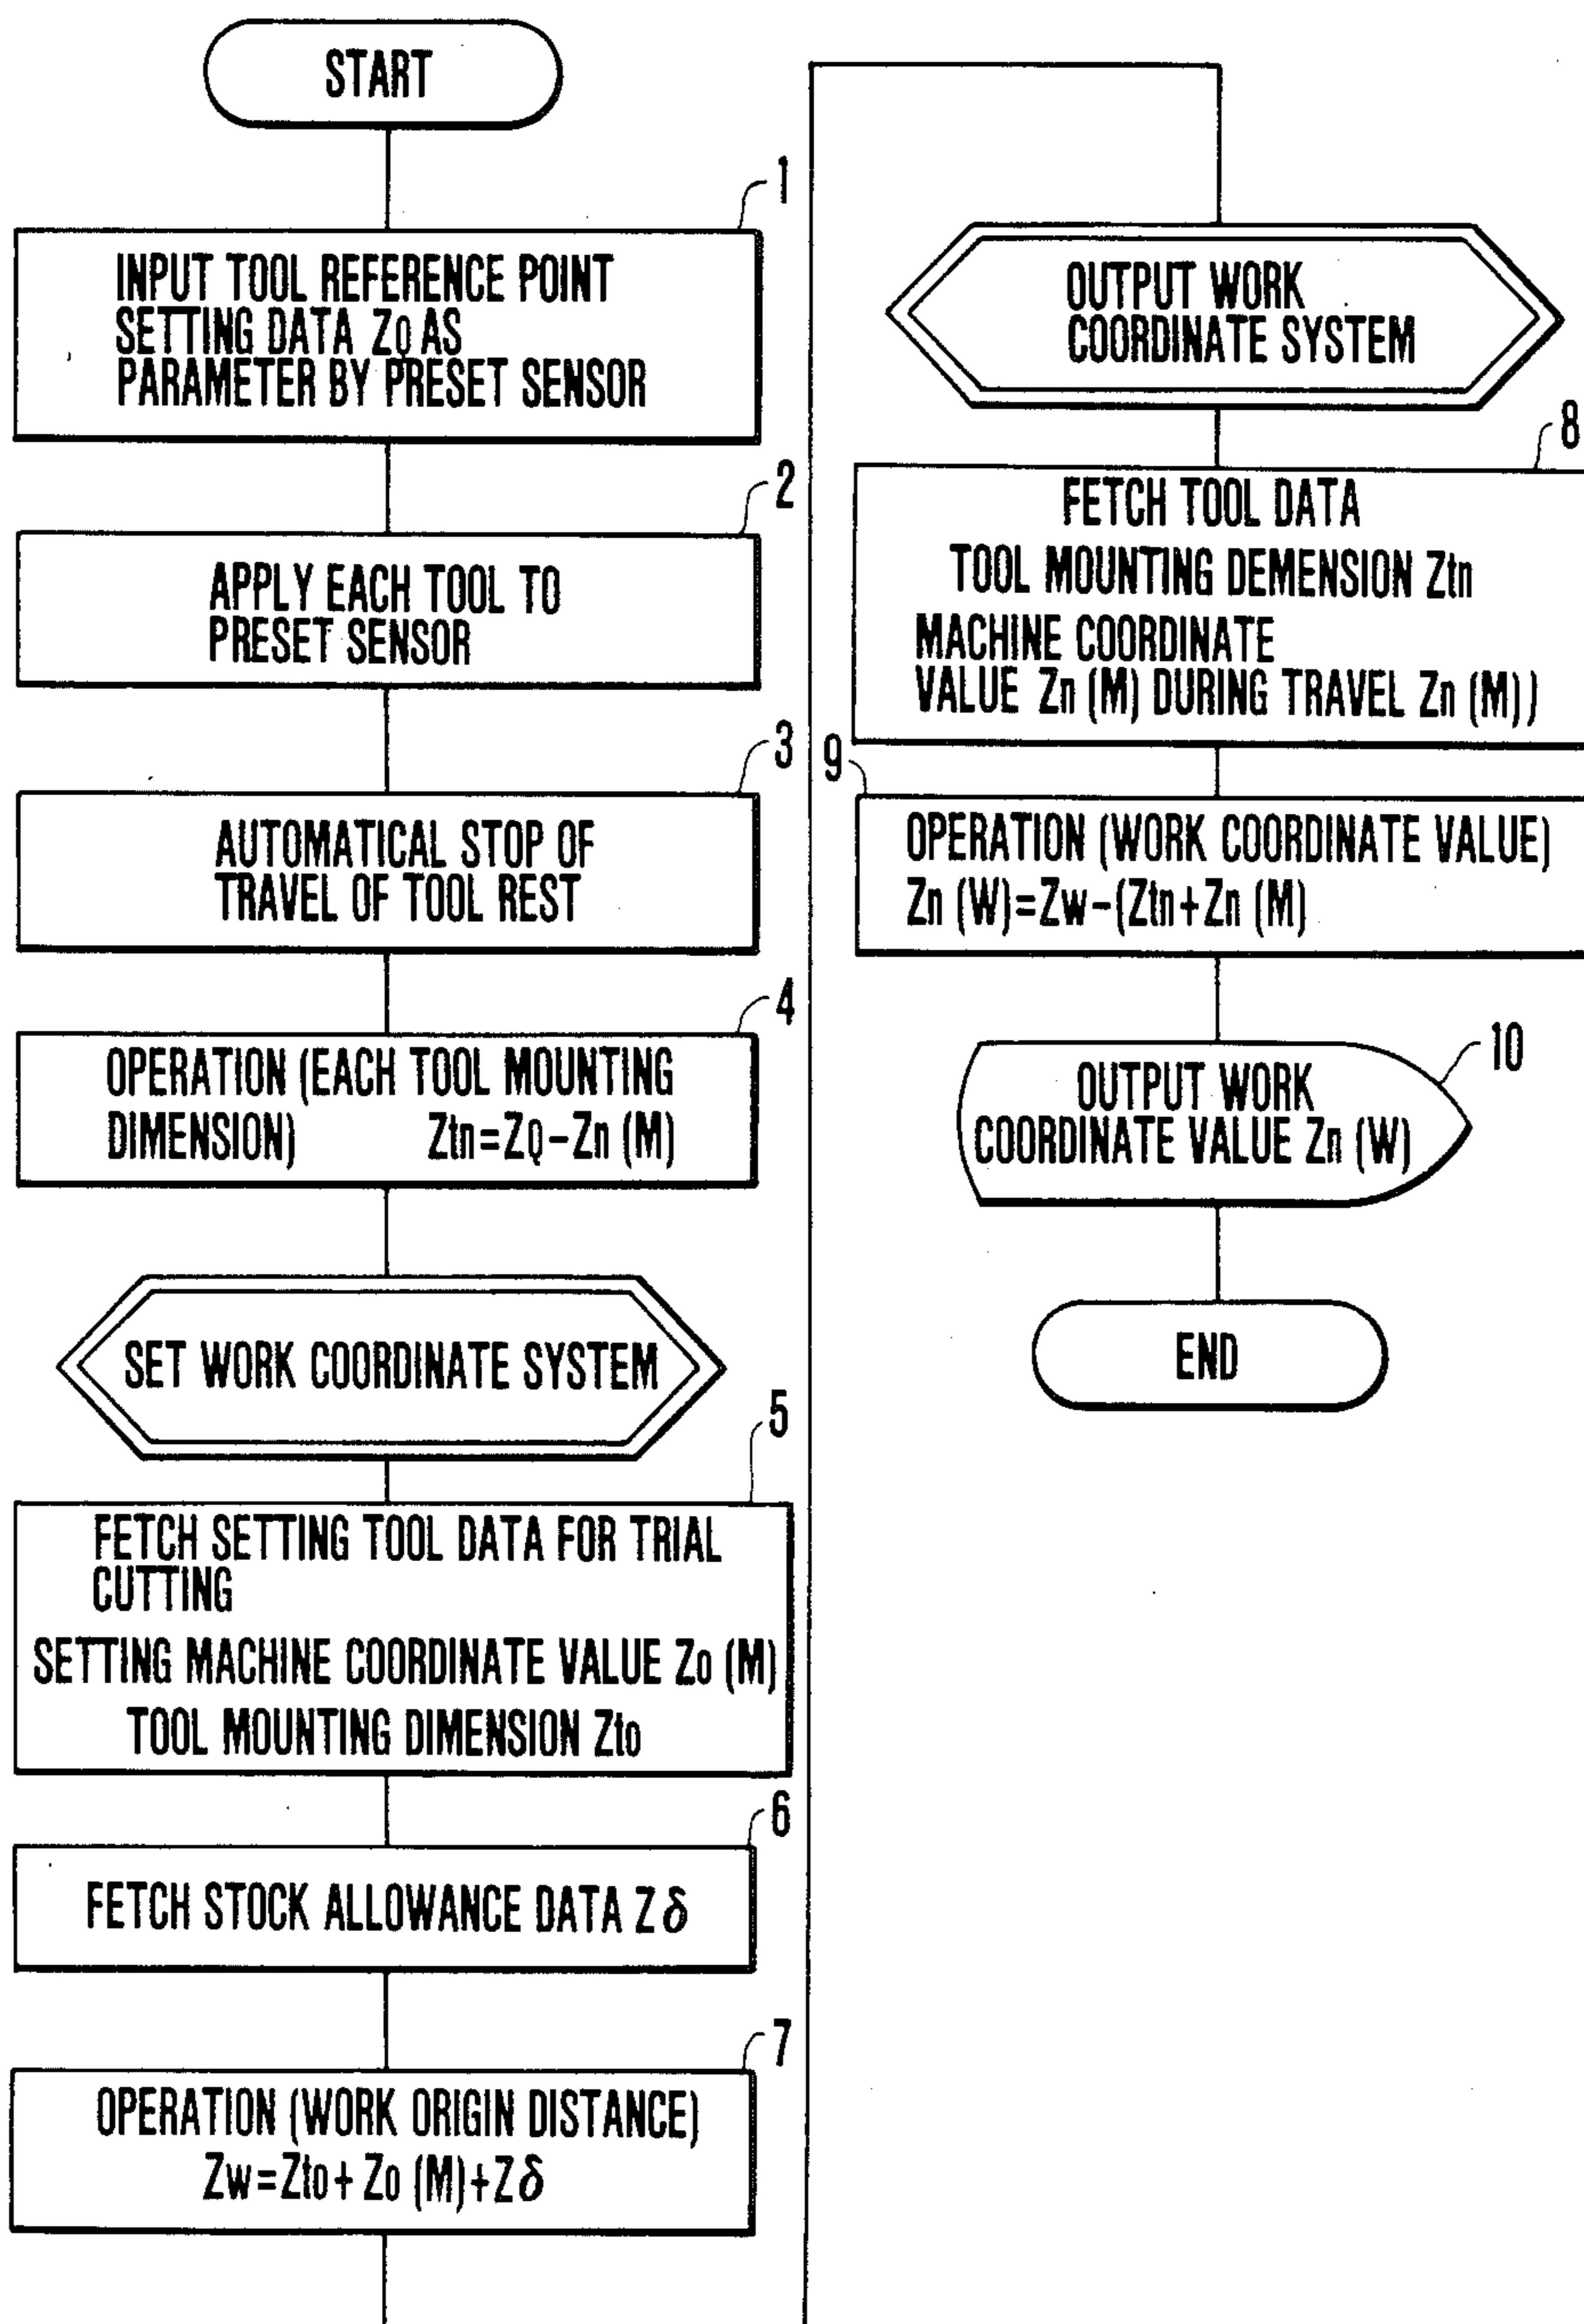 START
1
INPUT TOOL REFERENCE POINT
SETTING DATA ZQ AS
PARAMETER BY PRESET SENSOR
2
APPLY EACH TOOL TO
PRESET SENSOR
3
AUTOMATICAL STOP OF
TRAVEL OF TOOL REST
4
OPERATION (EACH TOOL MOUNTING
DIMENSION) Ztn=ZQ-Zn (M)
SET WORK COORDINATE SYSTEM
5
FETCH SETTING TOOL DATA FOR TRIAL
CUTTING
SETTING MACHINE COORDINATE VALUE Zo (M)
TOOL MOUNTING DIMENSION Zto
6
FETCH STOCK ALLOWANCE DATA Z δ
7
OPERATION (WORK ORIGIN DISTANCE)
Zw=Zto+ Zo (M)+Zδ
OUTPUT WORK
COORDINATE SYSTEM
8
FETCH TOOL DATA
TOOL MOUNTING DEMENSION Ztn
MACHINE COORDINATE
VALUE Zn (M) DURING TRAVEL Zn (M))
9
OPERATION (WORK COORDINATE VALUE)
Zn (W)=Zw-(Ztn+Zn (M)
10
OUTPUT WORK
COORDINATE VALUE Zn (W)
END